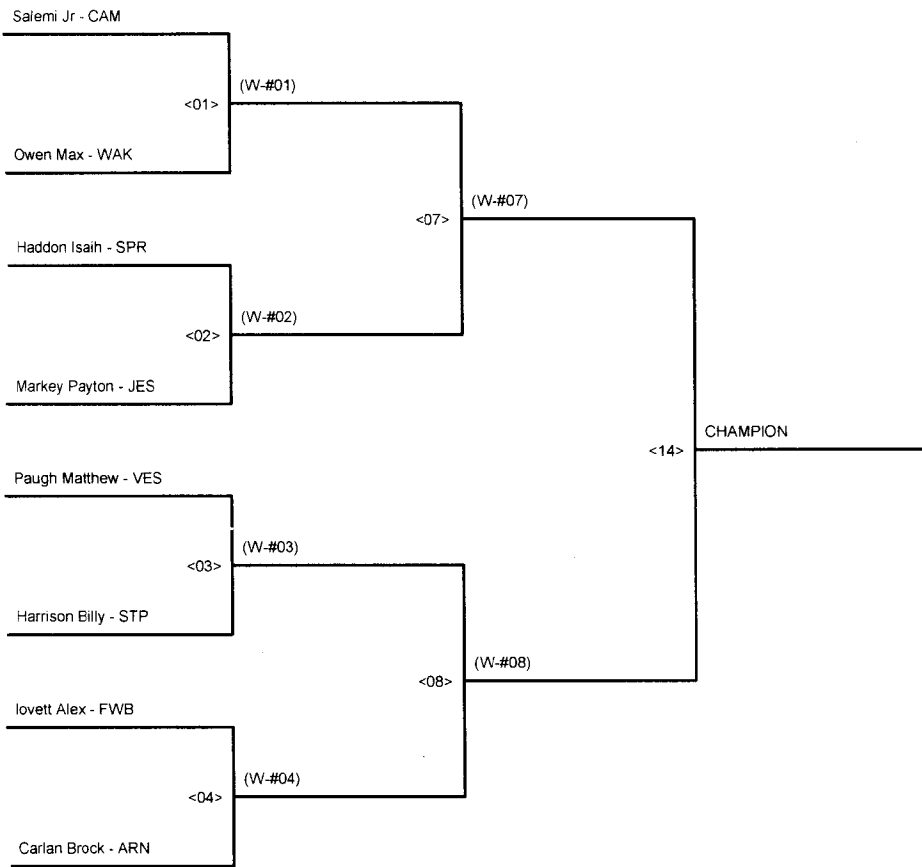 Salemi Jr - CAM
(W-#01)
<01>
Owen Max - WAK
(W-#07)
<07>
Haddon Isaih - SPR
(W-#02)
<02>
Markey Payton - JES
CHAMPION
<14>
Paugh Matthew - VES
(W-#03)
<03>
Harrison Billy - STP
(W-#08)
<08>
lovett Alex - FWB
(W-#04)
<04>
Carlan Brock - ARN